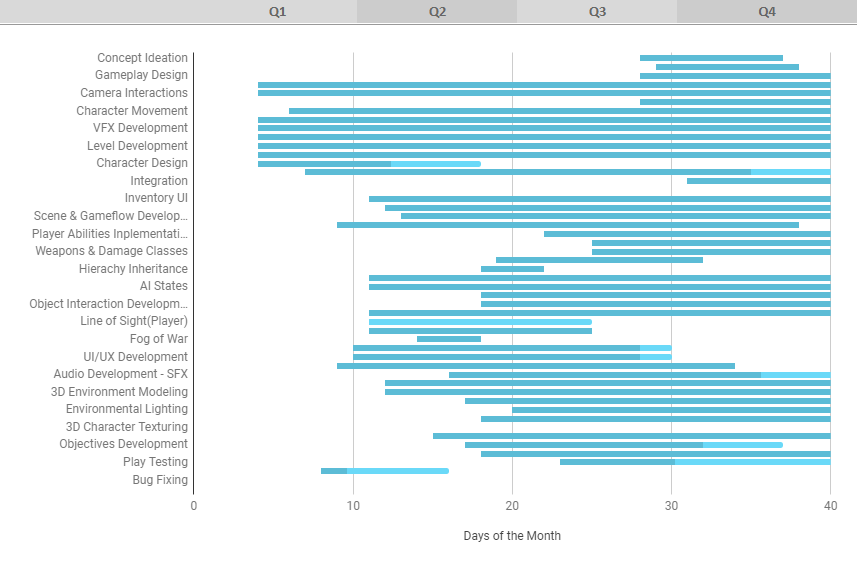 Q1 Q2 Q3 Q4
Concept Ideation
Gameplay Design
Camera Interactions
Character Movement
VFX Development
Level Development
Character Design
Integration
Inventory UI
Scene & Gameflow Develop...
Player Abilities Inplementati...
Weapons & Damage Classes
Hierachy Inheritance
AI States
Object Interaction Developm...
Line of Sight(Player)
Fog of War
UI/UX Development
Audio Development - SFX
3D Environment Modeling
Environmental Lighting
3D Character Texturing
Objectives Development
Play Testing
Bug Fixing
0 10 20 30 40
Days of the Month